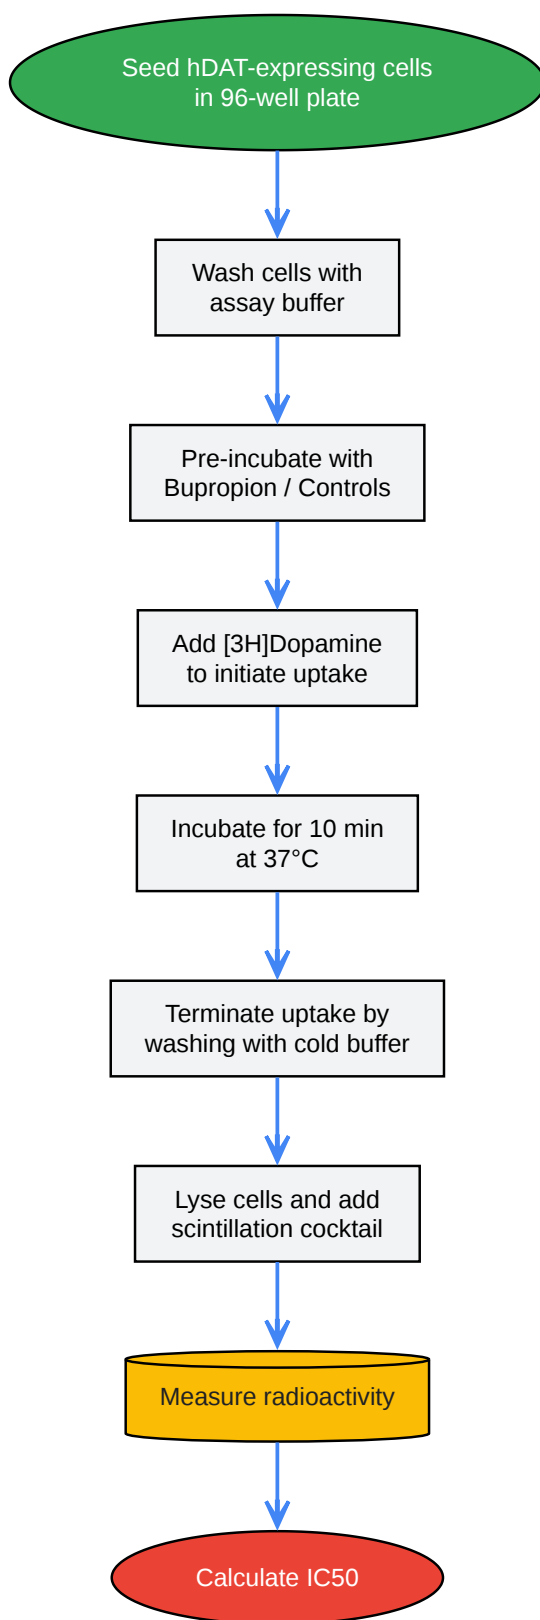 Seed hDAT-expressing cells
in 96-well plate
Wash cells with
assay buffer
Pre-incubate with
Bupropion / Controls
Add [3H]Dopamine
to initiate uptake
Incubate for 10 min
at 37°C
Terminate uptake by
washing with cold buffer
Lyse cells and add
scintillation cocktail
Measure radioactivity
Calculate IC50